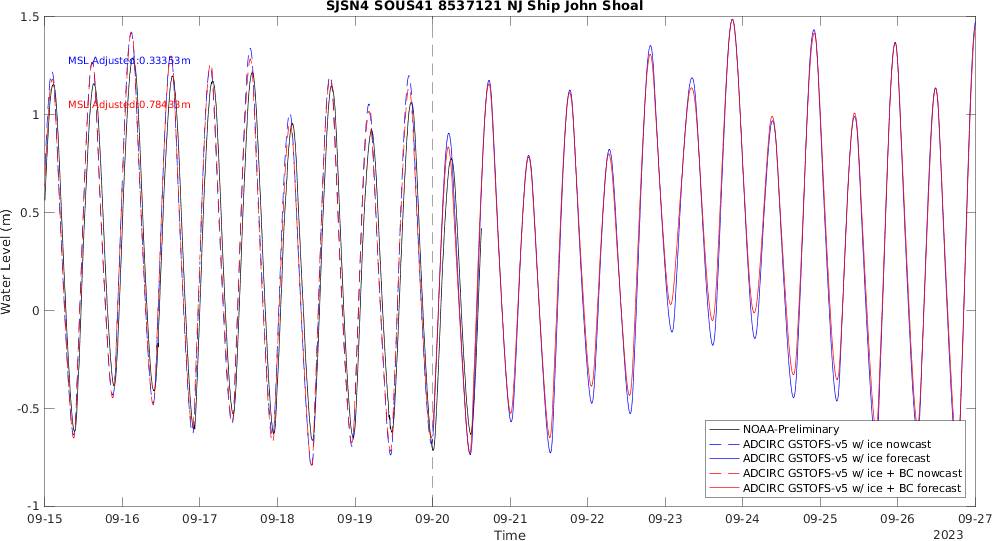 SJSN4 SOUS41 8537121 NJ Ship John Shoal
1.5
1
0.5
0
-0.5
-1
Water Level (m)
MSL Adjusted:0.33353m
MSL Adjusted:0.78433m
NOAA-Preliminary
ADCIRC GSTOFS-v5 w/ ice nowcast
ADCIRC GSTOFS-v5 w/ ice forecast
ADCIRC GSTOFS-v5 w/ ice + BC nowcast
ADCIRC GSTOFS-v5 w/ ice + BC forecast
09-15 09-16 09-17 09-18 09-19 09-20 09-21 09-22 09-23 09-24 09-25 09-26 09-27
Time
2023